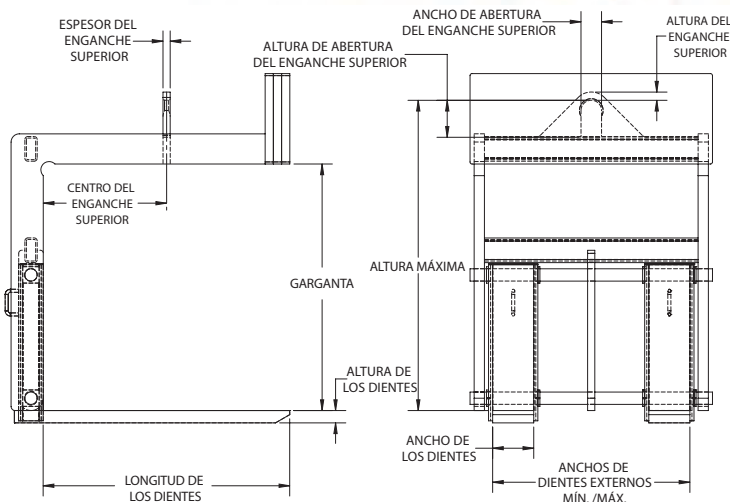 ESPESOR DEL
ENGANCHE
SUPERIOR
ALTURA DE ABERTURA
DEL ENGANCHE SUPERIOR
ANCHO DE ABERTURA
DEL ENGANCHE SUPERIOR
ALTURA DEL
ENGANCHE
SUPERIOR
CENTRO DEL
ENGANCHE
SUPERIOR
GARGANTA
ALTURA MÁXIMA
ALTURA DE
LOS DIENTES
LONGITUD DE
LOS DIENTES
ANCHO DE
LOS DIENTES
ANCHOS DE
DIENTES EXTERNOS
MÍN. /MÁX.